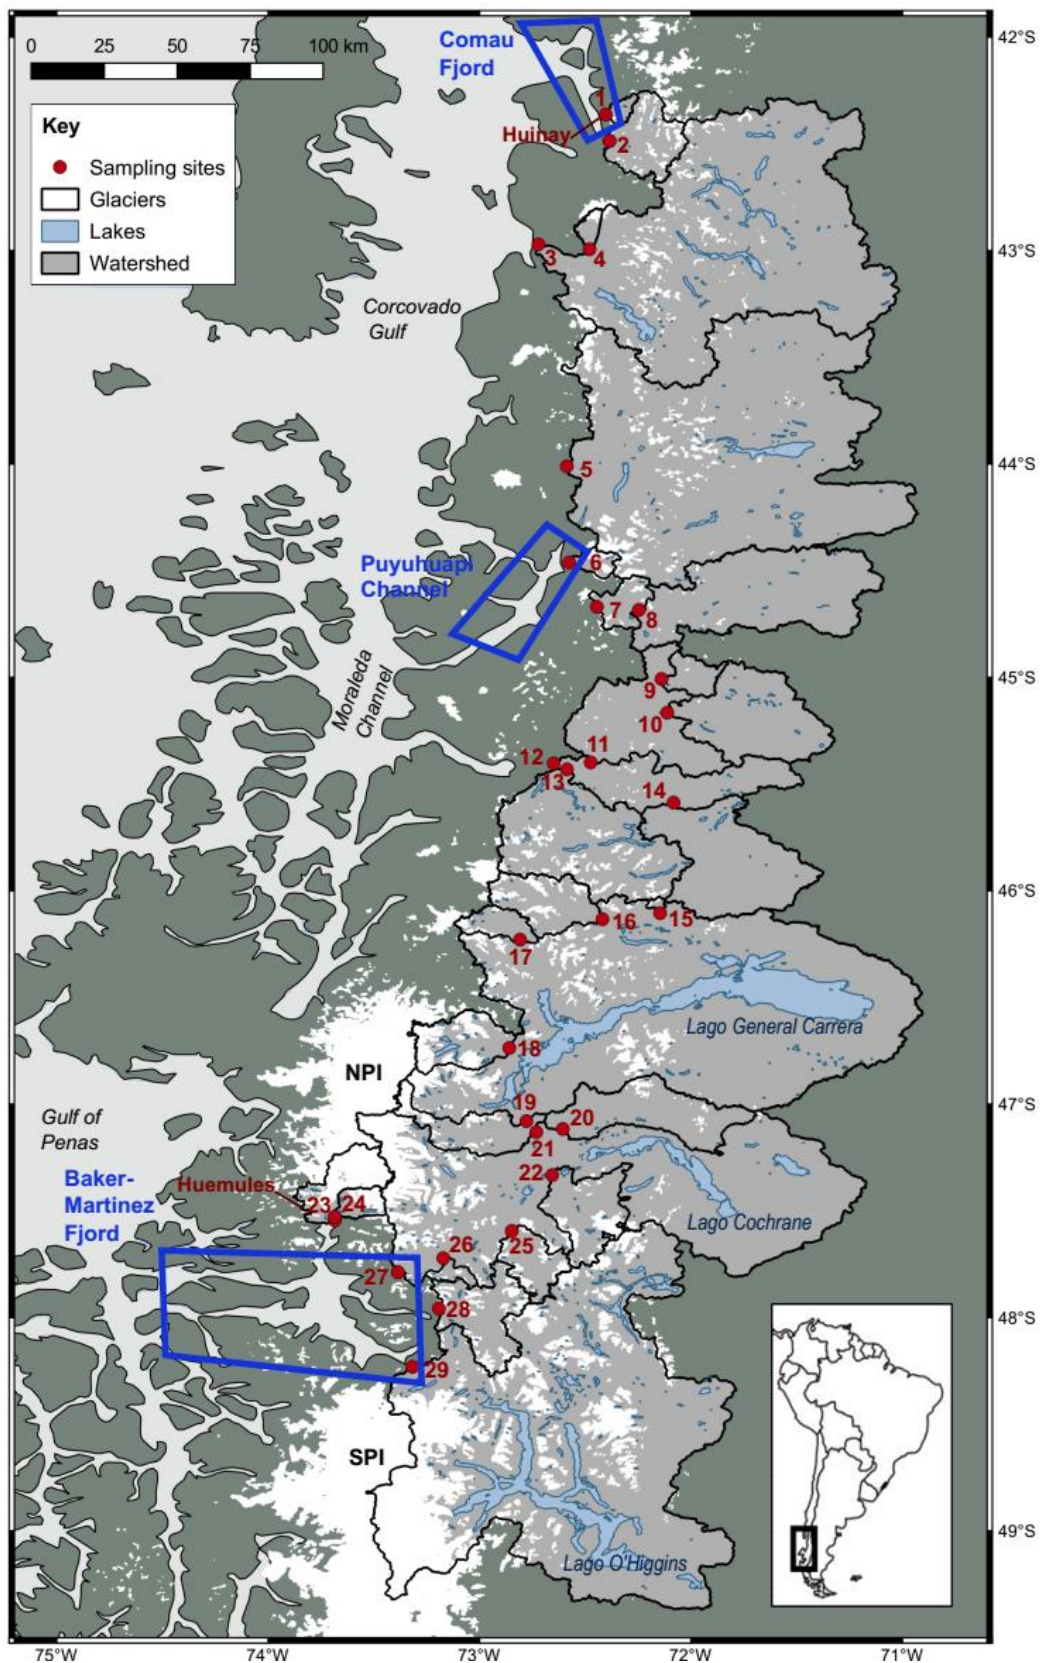 0 25 50 75 100 km
Comau
Fjord
42°S
Key
Sampling sites
Glaciers
Lakes
Watershed
1
Huinay
2
3
4
43°S
Corcovado
Gulf
44°S
5
Puyuhuapi
Channel
6
7
8
Moraleda
Channel
45°S
9
10
11
12
13
14
46°S
15
16
17
Lago General Carrera
18
NPI
47°S
Gulf of
Penas
19
20
21
22
Baker-
Martinez
Fjord
Huemules
23
24
Lago Cochrane
25
26
27
28
48°S
29
SPI
49°S
Lago O'Higgins
75°W
74°W
73°W
72°W
71°W